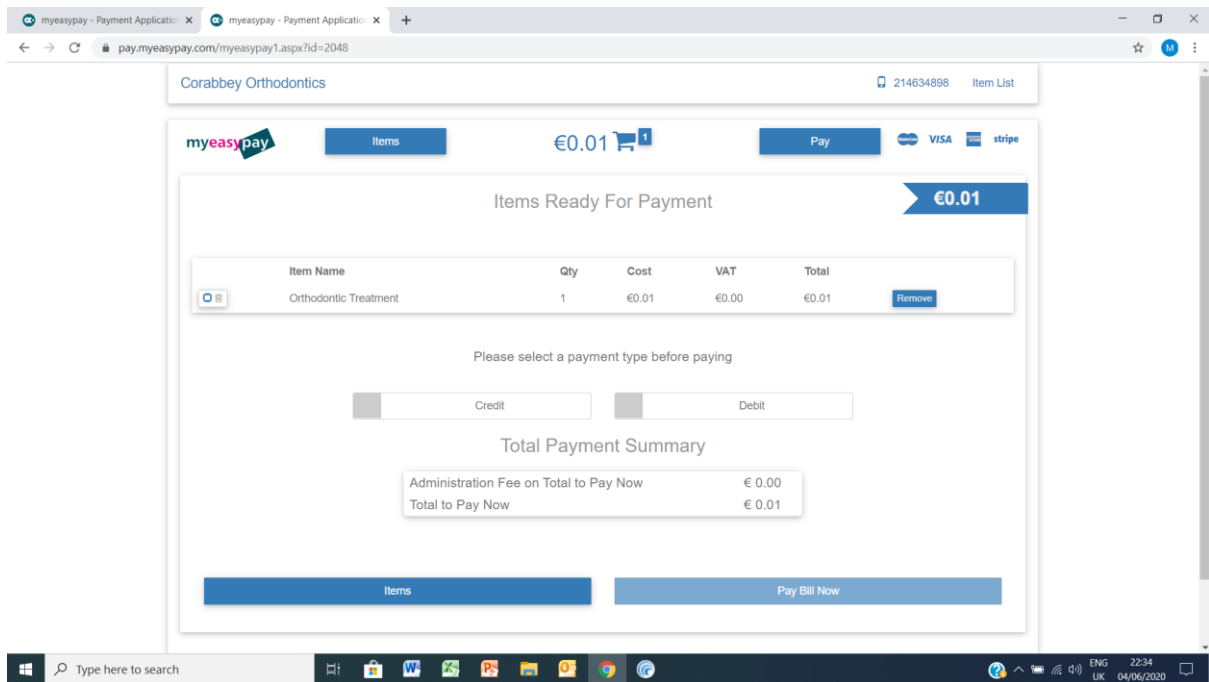 myeasypay - Payment Applicatio
myeasypay - Payment Applicatio
pay.myeasypay.com/myeasypay1.aspx?id=2048
M
Corabbey Orthodontics
214634898
Item List
myeasypay
Items
€0.01
1
Pay
VISA
stripe
Items Ready For Payment
€0.01
Item Name Qty Cost VAT Total
Orthodontic Treatment 1 €0.01 €0.00 €0.01 Remove
Please select a payment type before paying
Credit
Debit
Total Payment Summary
Administration Fee on Total to Pay Now € 0.00
Total to Pay Now € 0.01
Items
Pay Bill Now
Type here to search
ENG
UK
22:34
04/06/2020